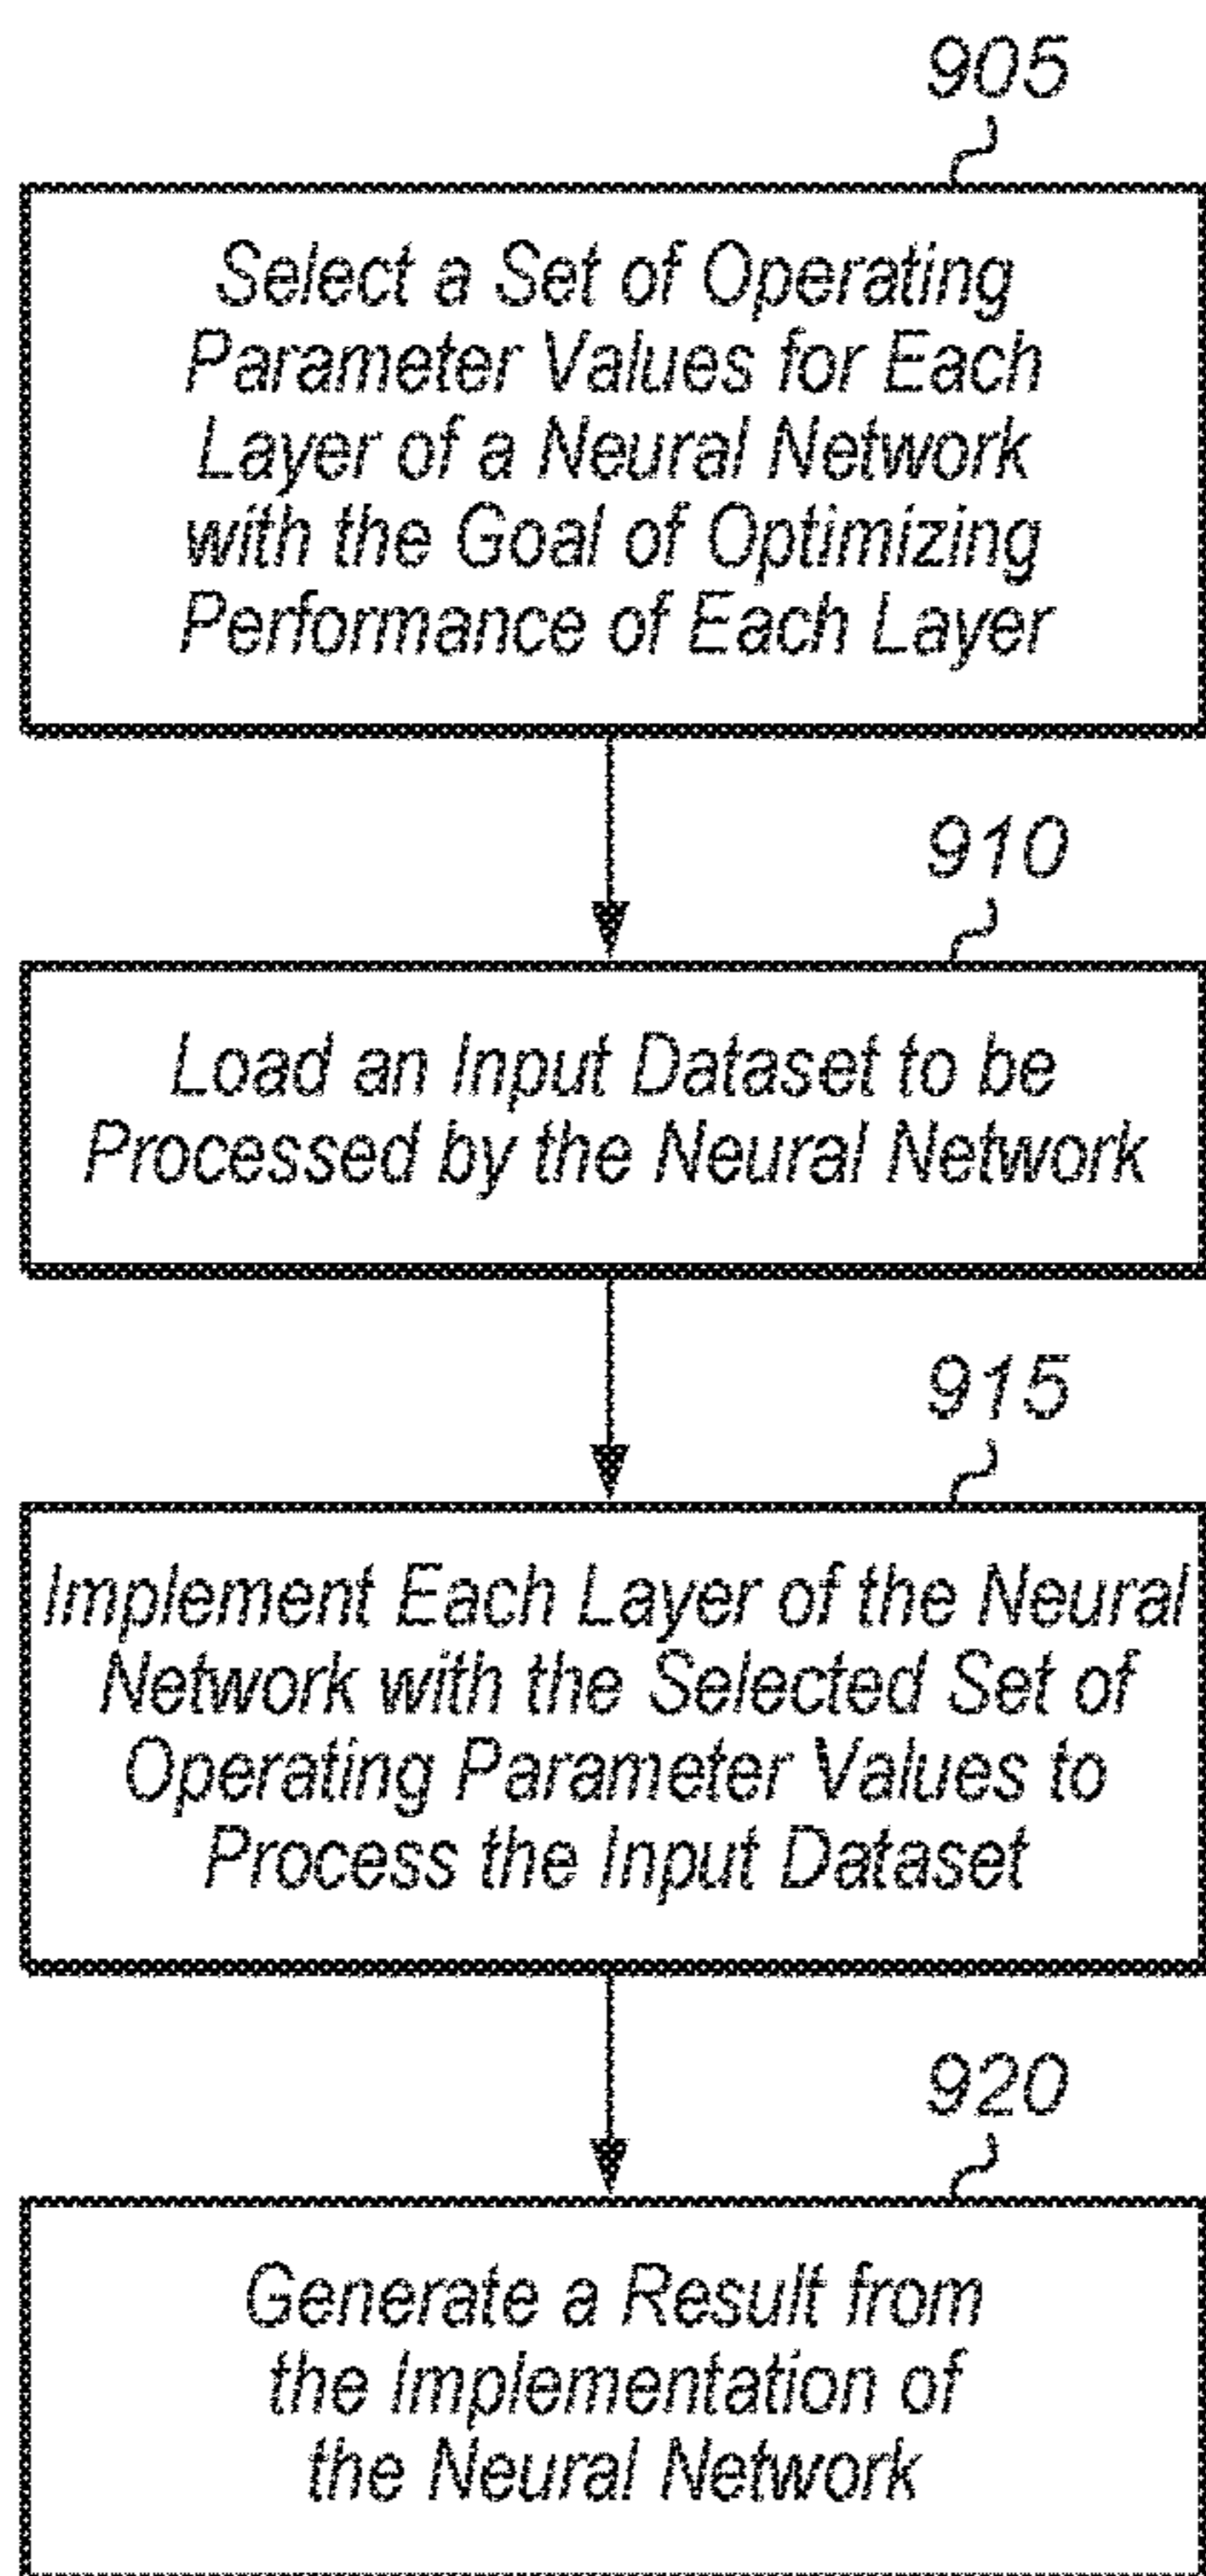 905
Select a Set of Operating
Parameter Values for Each
Layer of a Neural Network
with the Goal of Optimizing
Performance of Each Layer
910
Load an Input Dataset to be
Processed by the Neural Network
915
Implement Each Layer of the Neural
Network with the Selected Set of
Operating Parameter Values to
Process the Input Dataset
920
Generate a Result from
the Implementation of
the Neural Network